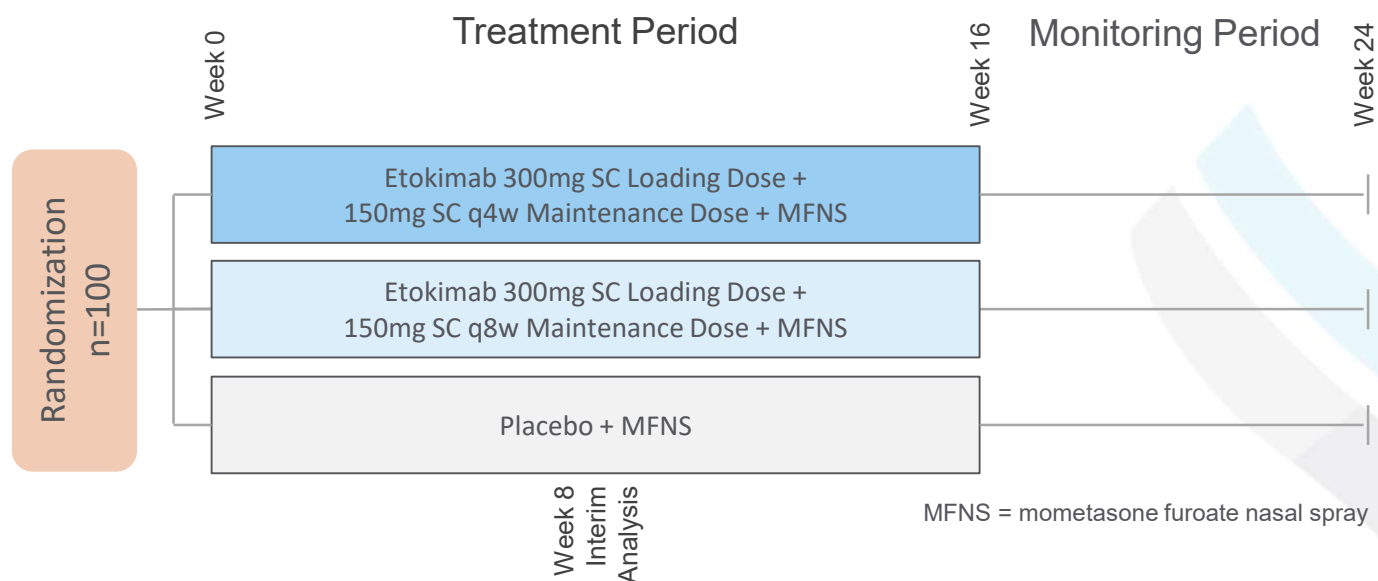 Treatment Period
Monitoring Period
Week 0
Week 16
Week 24
Randomization
n=100
Etokimab 300mg SC Loading Dose +
150mg SC q4w Maintenance Dose + MFNS
Etokimab 300mg SC Loading Dose +
150mg SC q8w Maintenance Dose + MFNS
Placebo + MFNS
Week 8
Interim
Analysis
MFNS = mometasone furoate nasal spray